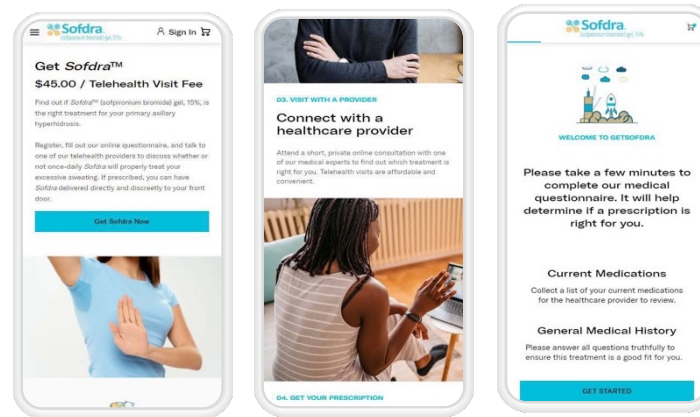 Sofdra
(sofpironium bromide) gel, 15%
Sign In
Get Sofdra™
$45.00 / Telehealth Visit Fee
Find out if Sofdra™ (sofpironium bromide) gel, 15%, is
the right treatment for your primary axillary
hyperhidrosis.
Register, fill out our online questionnaire, and talk to
one of our telehealth providers to discuss whether or
not once-daily Sofdra will properly treat your
excessive sweating. If prescribed, you can have
Sofdra delivered directly and discreetly to your front
door.
Get Sofdra Now
03. VISIT WITH A PROVIDER
Connect with a
healthcare provider
Attend a short, private online consultation with one
of our medical experts to find out which treatment is
right for you. Telehealth visits are affordable and
convenient.
04. GET YOUR PRESCRIPTION
Sofdra
(sofpironium bromide) gel, 15%
WELCOME TO GETSOFDRA
Please take a few minutes to
complete our medical
questionnaire. It will help
determine if a prescription is
right for you.
Current Medications
Collect a list of your current medications
for the healthcare provider to review.
General Medical History
Please answer all questions truthfully to
ensure this treatment is a good fit for you.
GET STARTED